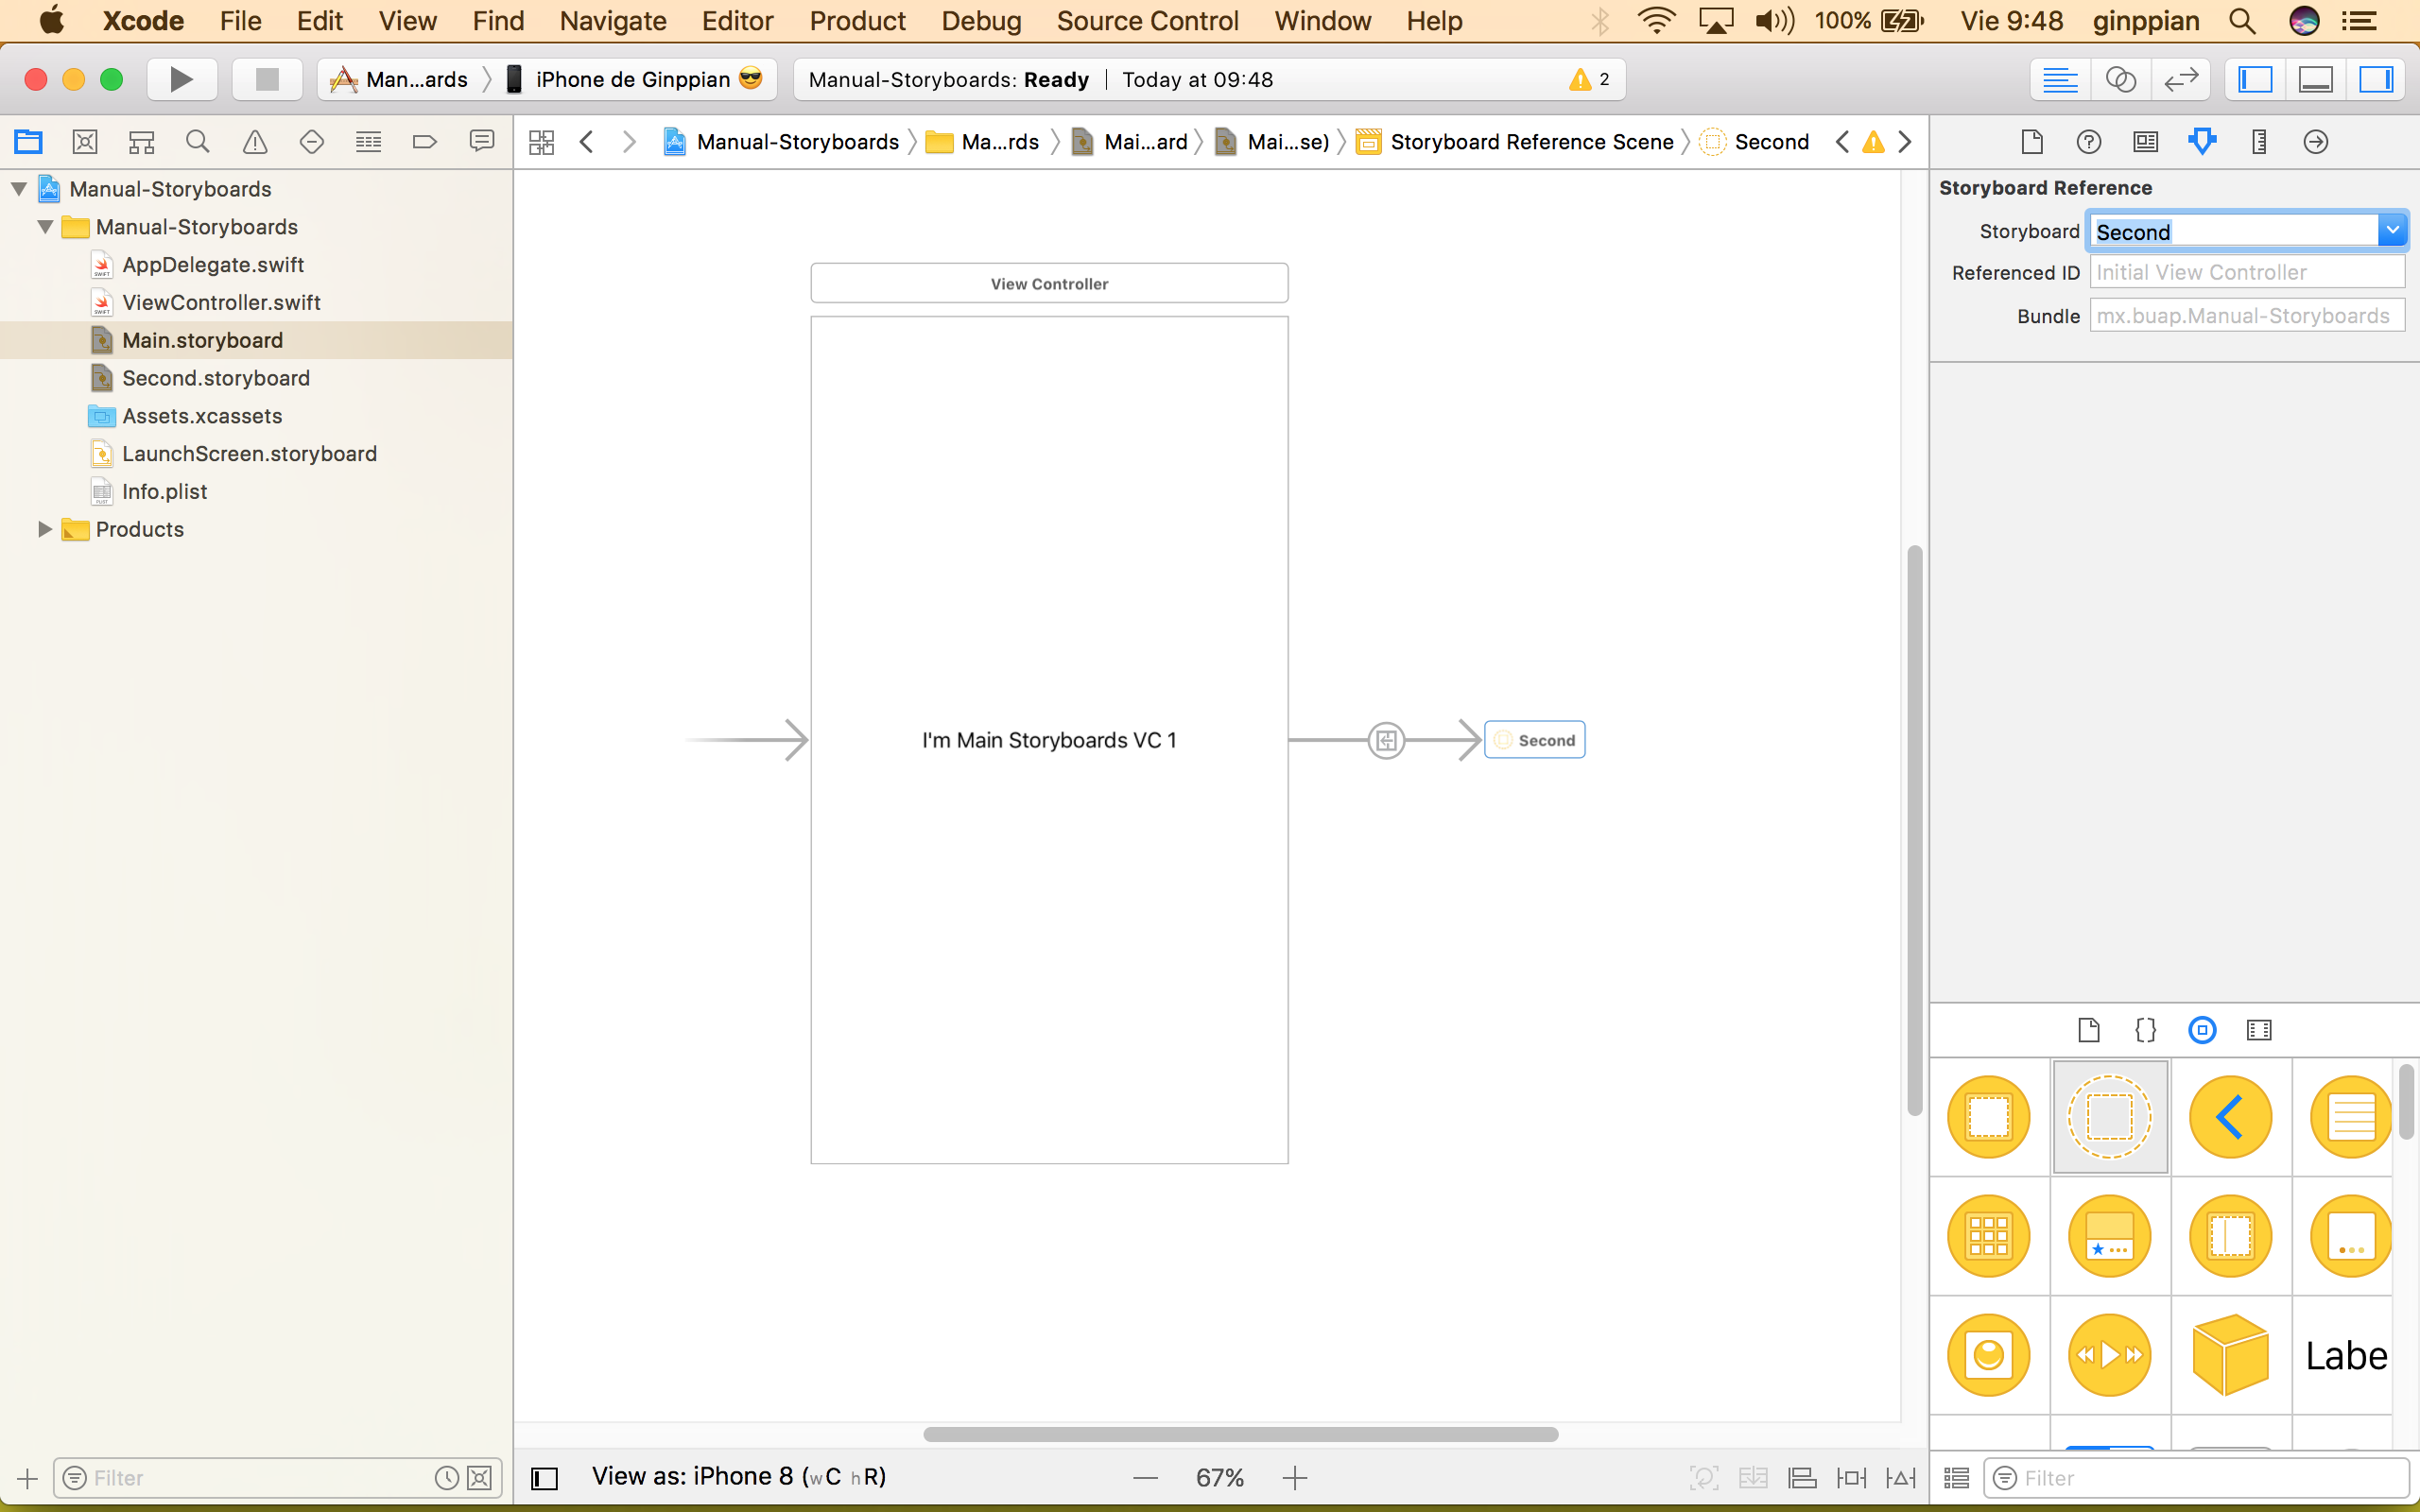 Xcode File Edit View Find Navigate Editor Product Debug Source Control Window Help 100% Vie 9:48 ginppian
Man...ards iPhone de Ginppian Manual-Storyboards: Ready | Today at 09:48 2
Manual-Storyboards Ma...rds Mai...ard Mai...se) Storyboard Reference Scene Second
Manual-Storyboards
Manual-Storyboards
AppDelegate.swift
ViewController.swift
Main.storyboard
Second.storyboard
Assets.xcassets
LaunchScreen.storyboard
Info.plist
Products
Filter
View Controller
I'm Main Storyboards VC 1
Second
View as: iPhone 8 (wC hR)
67%
Storyboard Reference
Storyboard Second
Referenced ID Initial View Controller
Bundle mx.buap.Manual-Storyboards
{}
Labe
Filter